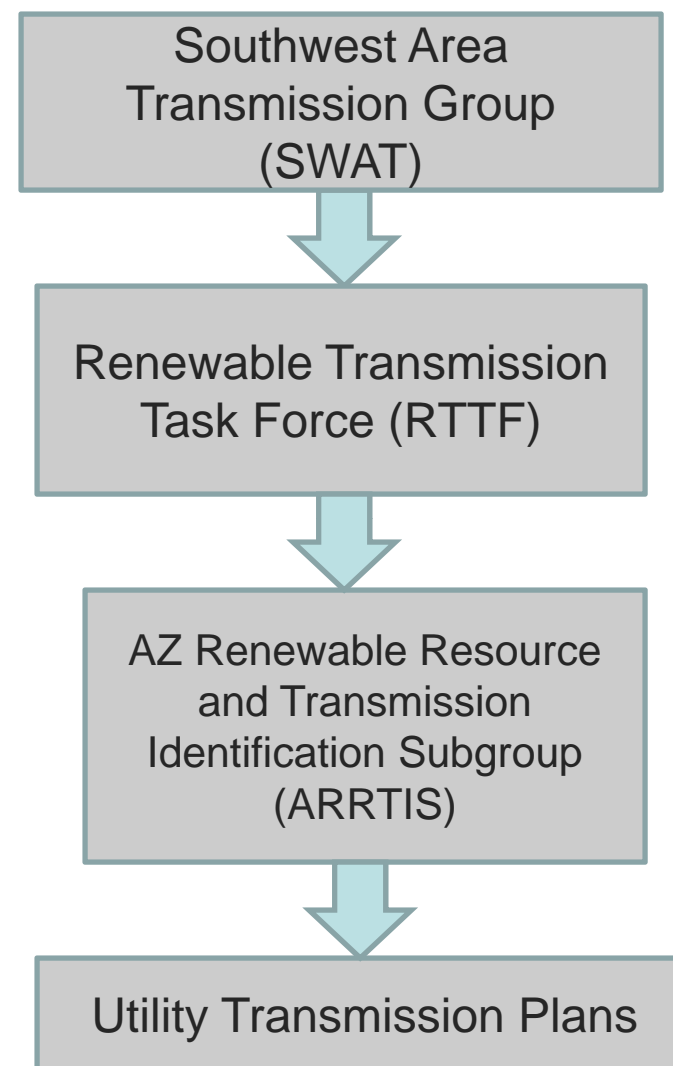 Southwest Area
Transmission Group
(SWAT)
Renewable Transmission
Task Force (RTTF)
AZ Renewable Resource
and Transmission
Identification Subgroup
(ARRTIS)
Utility Transmission Plans